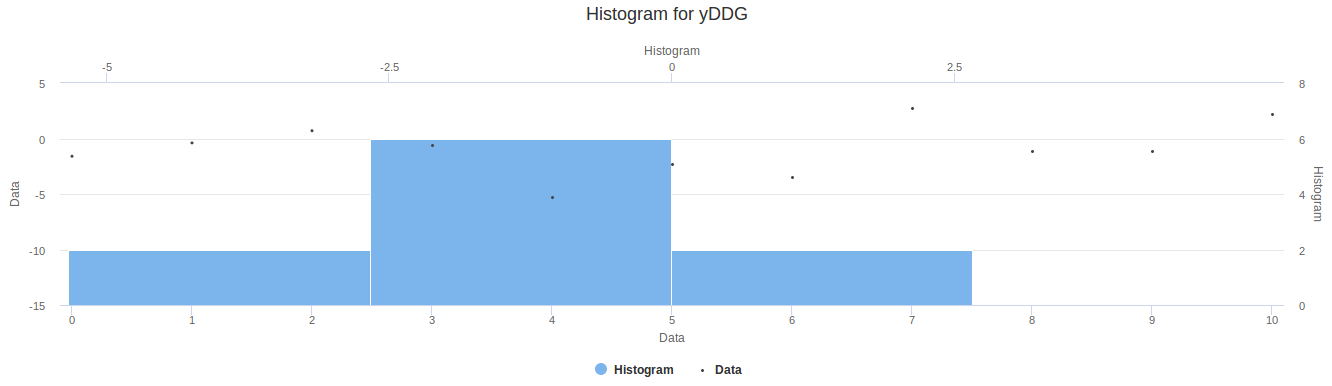 Histogram for yDDG
Histogram
-5 -2.5 0 2.5
5 8
0 6
-5 4
-10 2
-15 0
Data
Histogram
0 1 2 3 4 5 6 7 8 9 10
Data
Histogram Data